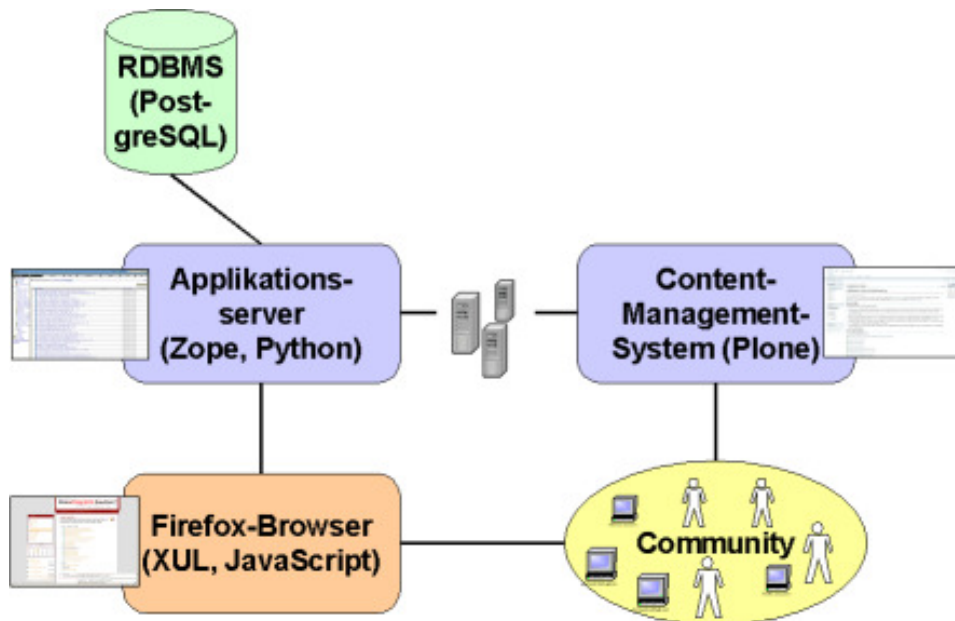 RDBMS
(Post-
greSQL)
Applikations-
server
(Zope, Python)
Content-
Management-
System (Plone)
Firefox-Browser
(XUL, JavaScript)
Community